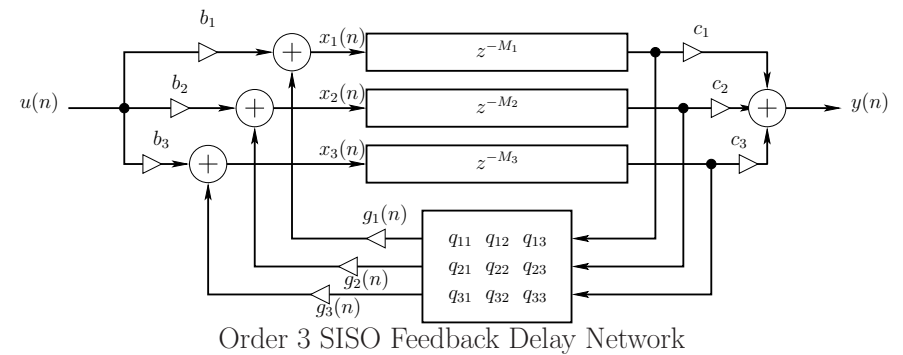 b₁
x₁(n)
z⁻ᴹ¹
c₁
u(n)
b₂
x₂(n)
z⁻ᴹ²
c₂
y(n)
b₃
x₃(n)
z⁻ᴹ³
c₃
g₁(n)
q₁₁ q₁₂ q₁₃
g₂(n)
q₂₁ q₂₂ q₂₃
g₃(n)
q₃₁ q₃₂ q₃₃
Order 3 SISO Feedback Delay Network